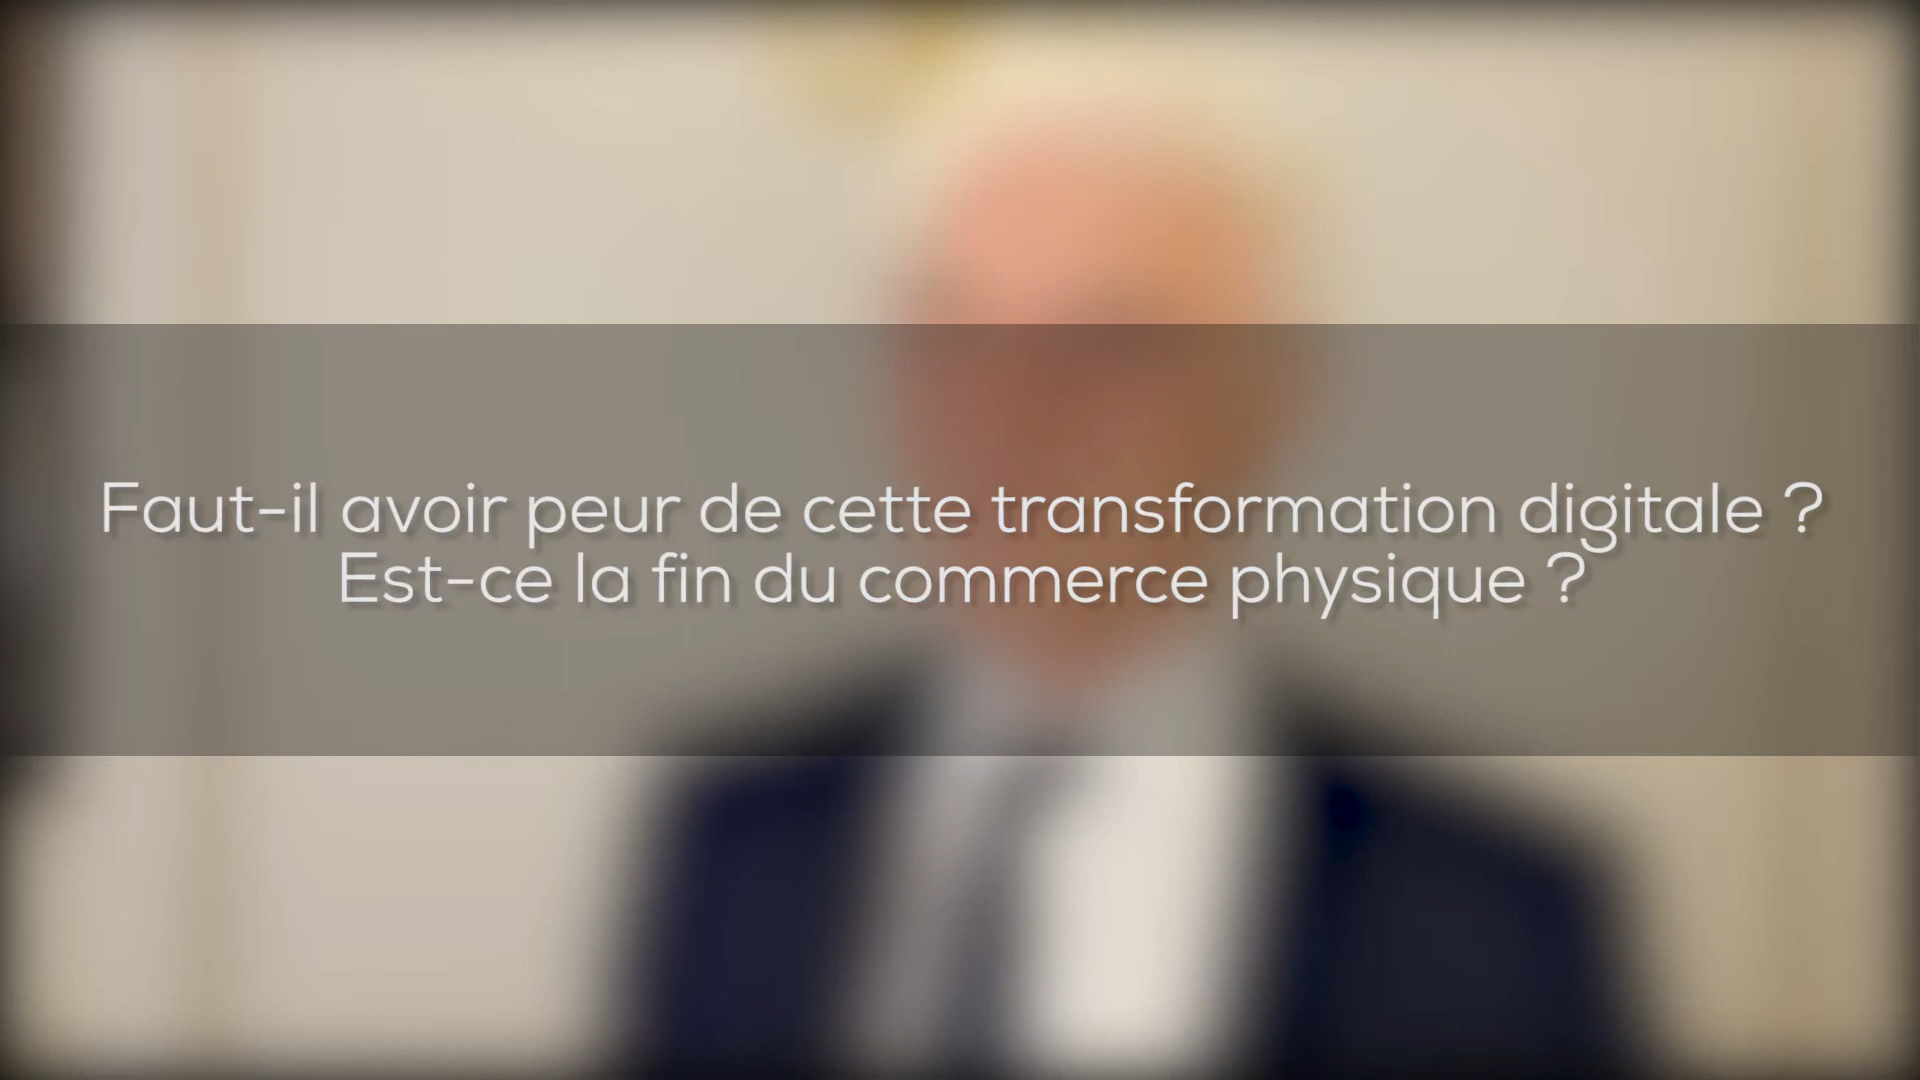 Faut-il avoir peur de cette transformation digitale ?
Est-ce la fin du commerce physique ?